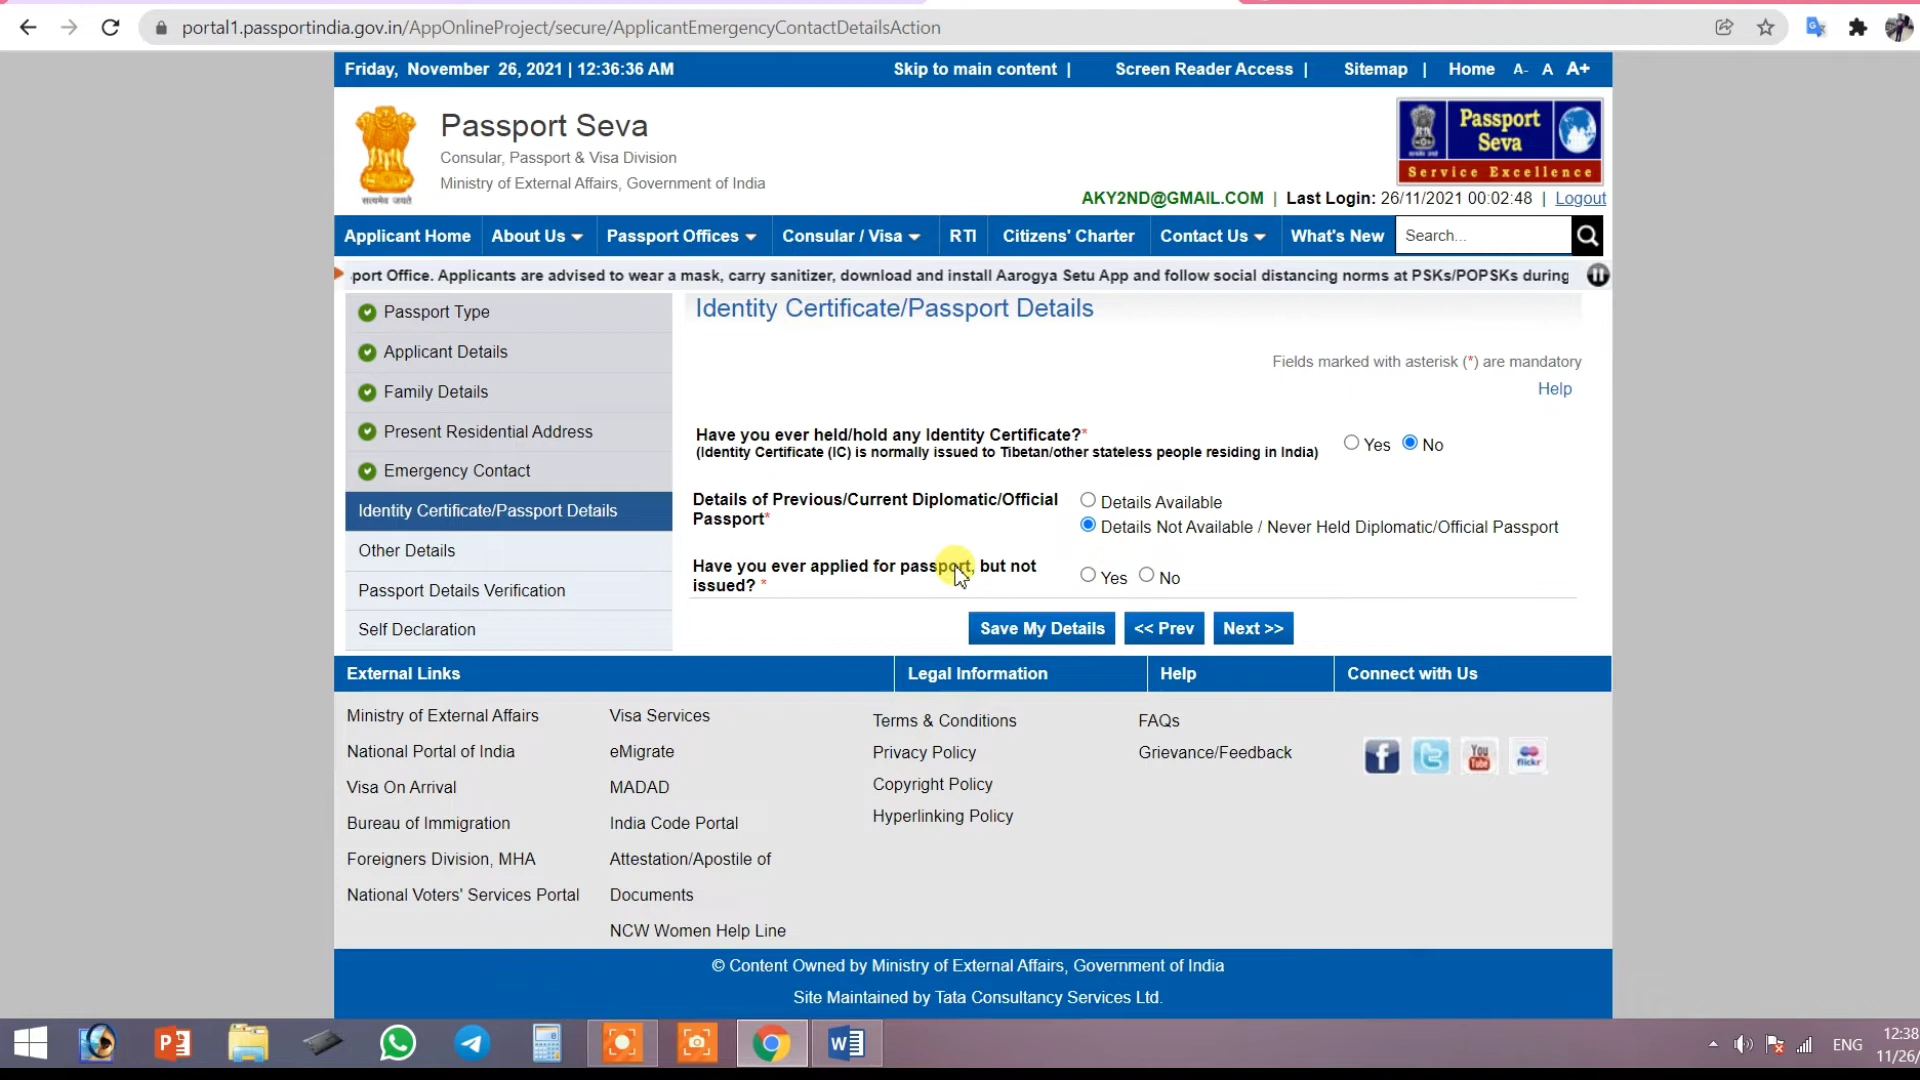 portal1.passportindia.gov.in/AppOnlineProject/secure/ApplicantEmergencyContactDetailsAction
Friday, November 26, 2021 | 12:36:36 AM
Skip to main content |
Screen Reader Access |
Sitemap |
Home
A- A A+
Passport Seva
Consular, Passport & Visa Division
Ministry of External Affairs, Government of India
सत्यमेव जयते
Passport
Seva
Service Excellence
AKY2ND@GMAIL.COM | Last Login: 26/11/2021 00:02:48 | Logout
Applicant Home
About Us
Passport Offices
Consular / Visa
RTI
Citizens' Charter
Contact Us
What's New
Search...
port Office. Applicants are advised to wear a mask, carry sanitizer, download and install Aarogya Setu App and follow social distancing norms at PSKs/POPSKs during
Passport Type
Applicant Details
Family Details
Present Residential Address
Emergency Contact
Identity Certificate/Passport Details
Other Details
Passport Details Verification
Self Declaration
Identity Certificate/Passport Details
Fields marked with asterisk (*) are mandatory
Help
Have you ever held/hold any Identity Certificate?*
(Identity Certificate (IC) is normally issued to Tibetan/other stateless people residing in India)
Yes No
Details of Previous/Current Diplomatic/Official
Passport*
Details Available
Details Not Available / Never Held Diplomatic/Official Passport
Have you ever applied for passport, but not
issued? *
Yes No
Save My Details
<< Prev
Next >>
External Links
Legal Information
Help
Connect with Us
Ministry of External Affairs
National Portal of India
Visa On Arrival
Bureau of Immigration
Foreigners Division, MHA
National Voters' Services Portal
Visa Services
eMigrate
MADAD
India Code Portal
Attestation/Apostile of
Documents
NCW Women Help Line
Terms & Conditions
Privacy Policy
Copyright Policy
Hyperlinking Policy
FAQs
Grievance/Feedback
You
Tube
flickr
© Content Owned by Ministry of External Affairs, Government of India
Site Maintained by Tata Consultancy Services Ltd.
ENG
12:38
11/26/